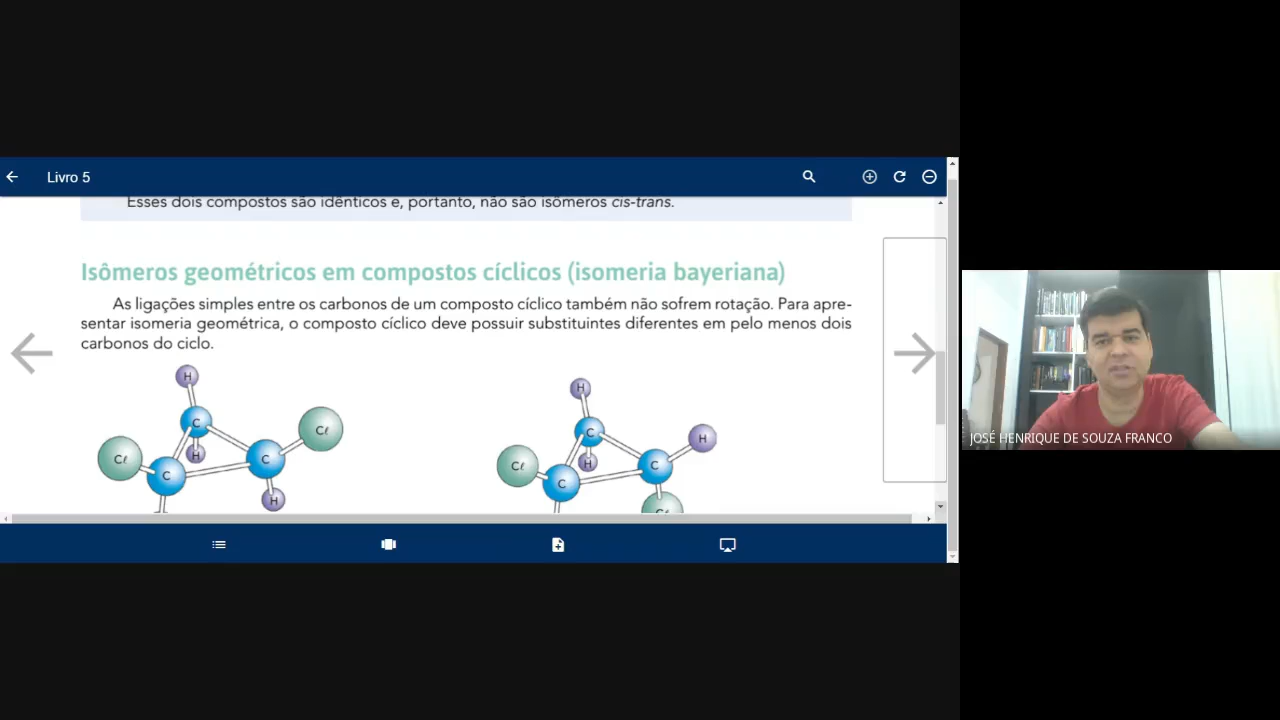 Livro 5
Esses dois compostos são idênticos e, portanto, não são isômeros cis-trans.
Isômeros geométricos em compostos cíclicos (isomeria bayeriana)
As ligações simples entre os carbonos de um composto cíclico também não sofrem rotação. Para apre-
sentar isomeria geométrica, o composto cíclico deve possuir substituintes diferentes em pelo menos dois
carbonos do ciclo.
H
C
Cℓ
H
C
Cℓ
C
H
H
C
H
Cℓ
H
C
C
Cℓ
JOSÉ HENRIQUE DE SOUZA FRANCO